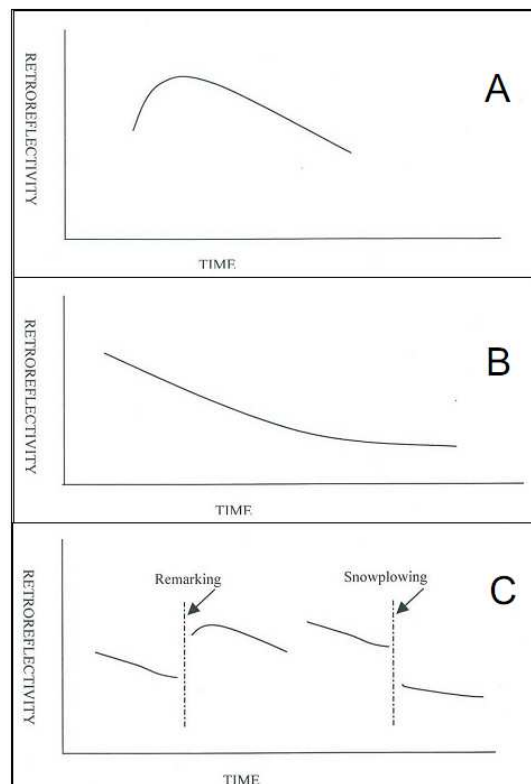 RETROREFLECTIVITY
A
TIME
RETROREFLECTIVITY
B
TIME
RETROREFLECTIVITY
Remarking
Snowplowing
C
TIME